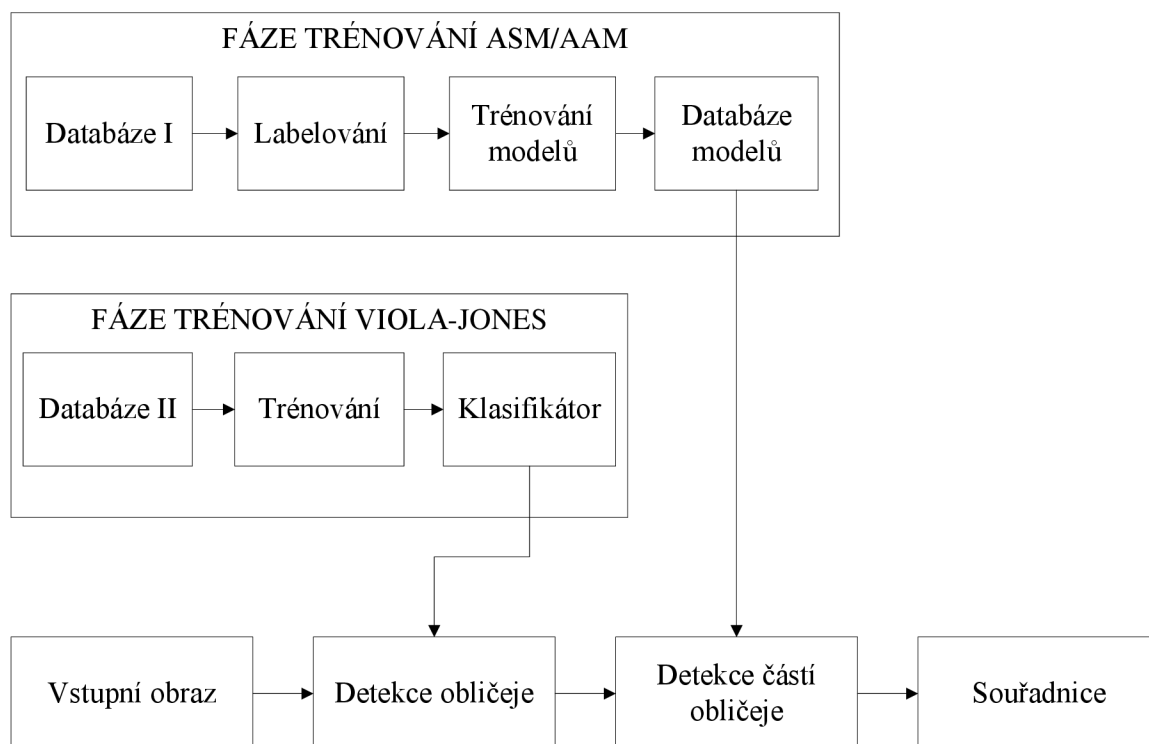 FÁZE TRÉNOVÁNÍ ASM/AAM
Databáze I
Labelování
Trénování
modelů
Databáze
modelů
FÁZE TRÉNOVÁNÍ VIOLA-JONES
Databáze II
Trénování
Klasifikátor
Vstupní obraz
Detekce obličeje
Detekce částí
obličeje
Souřadnice